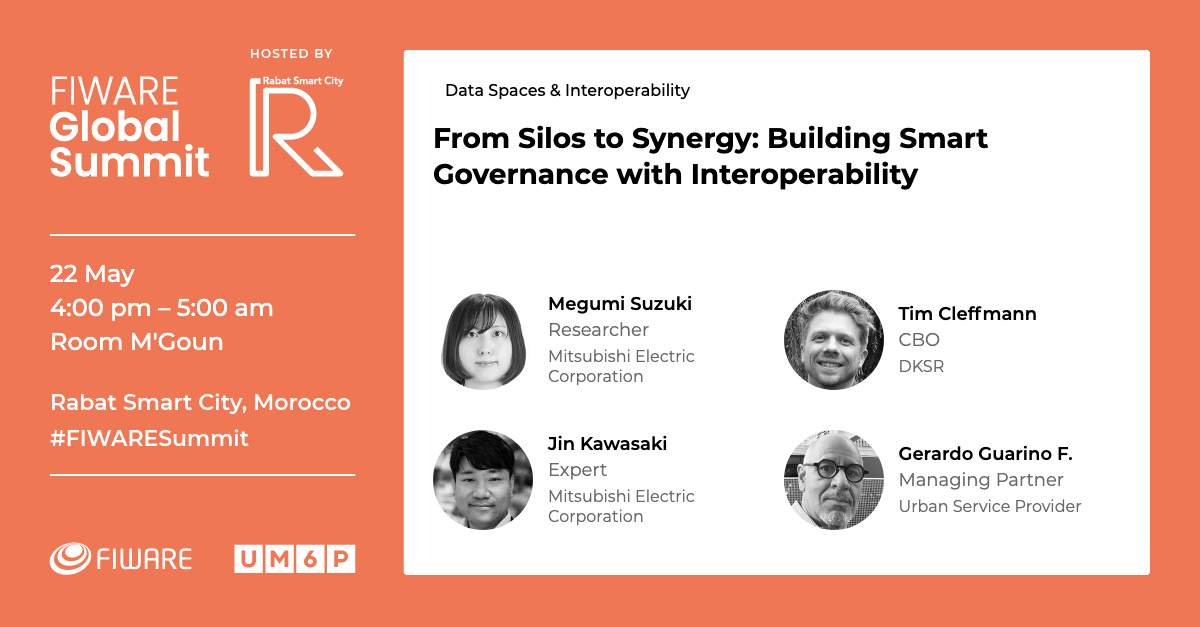 HOSTED BY
FIWARE
Global
Summit
Rabat Smart City
R
22 May
4:00 pm – 5:00 am
Room M'Goun
Rabat Smart City, Morocco
#FIWARESummit
FIWARE
UM6P
Data Spaces & Interoperability
From Silos to Synergy: Building Smart
Governance with Interoperability
Megumi Suzuki
Researcher
Mitsubishi Electric
Corporation
Tim Cleffmann
CBO
DKSR
Jin Kawasaki
Expert
Mitsubishi Electric
Corporation
Gerardo Guarino F.
Managing Partner
Urban Service Provider